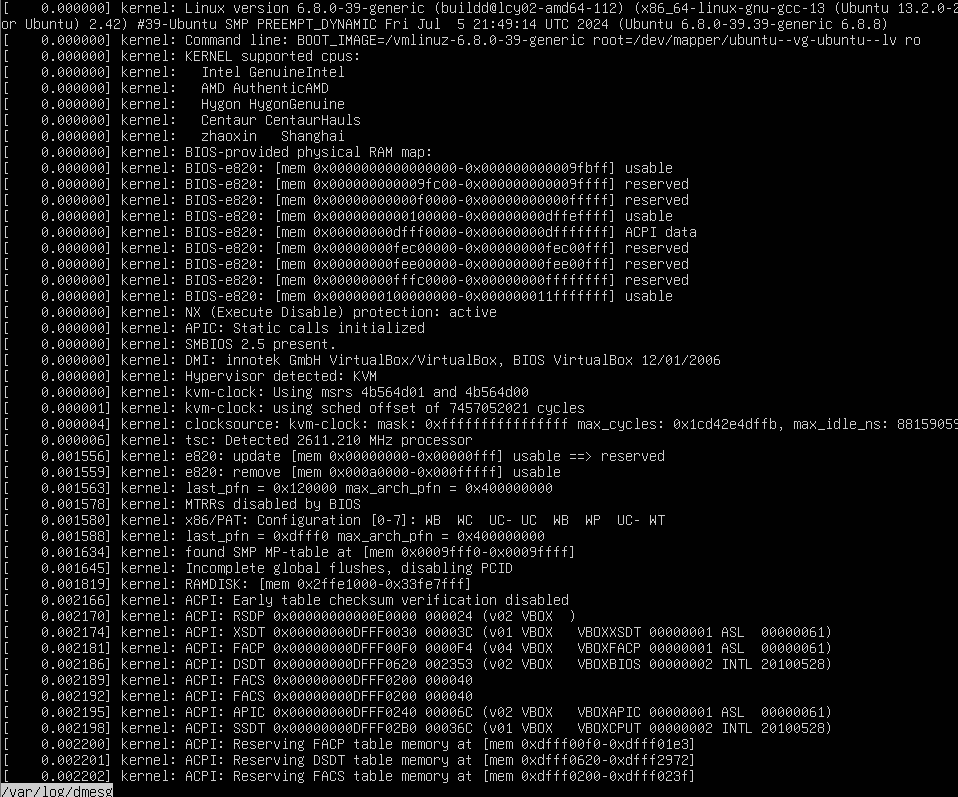 [    0.000000] kernel: Linux version 6.8.0-39-generic (buildd@lcy02-amd64-112) (x86_64-linux-gnu-gcc-13 (Ubuntu 13.2.0-2
or Ubuntu) 2.42) #39-Ubuntu SMP PREEMPT_DYNAMIC Fri Jul  5 21:49:14 UTC 2024 (Ubuntu 6.8.0-39.39-generic 6.8.8)
[    0.000000] kernel: Command line: BOOT_IMAGE=/vmlinuz-6.8.0-39-generic root=/dev/mapper/ubuntu--vg-ubuntu--lv ro
[    0.000000] kernel: KERNEL supported cpus:
[    0.000000] kernel:   Intel GenuineIntel
[    0.000000] kernel:   AMD AuthenticAMD
[    0.000000] kernel:   Hygon HygonGenuine
[    0.000000] kernel:   Centaur CentaurHauls
[    0.000000] kernel:   zhaoxin   Shanghai
[    0.000000] kernel: BIOS-provided physical RAM map:
[    0.000000] kernel: BIOS-e820: [mem 0x0000000000000000-0x000000000009fbff] usable
[    0.000000] kernel: BIOS-e820: [mem 0x000000000009fc00-0x000000000009ffff] reserved
[    0.000000] kernel: BIOS-e820: [mem 0x00000000000f0000-0x00000000000fffff] reserved
[    0.000000] kernel: BIOS-e820: [mem 0x0000000000100000-0x00000000dffeffff] usable
[    0.000000] kernel: BIOS-e820: [mem 0x00000000dfff0000-0x00000000dfffffff] ACPI data
[    0.000000] kernel: BIOS-e820: [mem 0x00000000fec00000-0x00000000fec00fff] reserved
[    0.000000] kernel: BIOS-e820: [mem 0x00000000fee00000-0x00000000fee00fff] reserved
[    0.000000] kernel: BIOS-e820: [mem 0x00000000fffc0000-0x00000000ffffffff] reserved
[    0.000000] kernel: BIOS-e820: [mem 0x0000000100000000-0x000000011fffffff] usable
[    0.000000] kernel: NX (Execute Disable) protection: active
[    0.000000] kernel: APIC: Static calls initialized
[    0.000000] kernel: SMBIOS 2.5 present.
[    0.000000] kernel: DMI: innotek GmbH VirtualBox/VirtualBox, BIOS VirtualBox 12/01/2006
[    0.000000] kernel: Hypervisor detected: KVM
[    0.000000] kernel: kvm-clock: Using msrs 4b564d01 and 4b564d00
[    0.000001] kernel: kvm-clock: using sched offset of 7457052021 cycles
[    0.000004] kernel: clocksource: kvm-clock: mask: 0xffffffffffffffff max_cycles: 0x1cd42e4dffb, max_idle_ns: 88159059
[    0.000006] kernel: tsc: Detected 2611.210 MHz processor
[    0.001556] kernel: e820: update [mem 0x00000000-0x00000fff] usable ==> reserved
[    0.001559] kernel: e820: remove [mem 0x000a0000-0x000fffff] usable
[    0.001563] kernel: last_pfn = 0x120000 max_arch_pfn = 0x400000000
[    0.001578] kernel: MTRRs disabled by BIOS
[    0.001580] kernel: x86/PAT: Configuration [0-7]: WB  WC  UC- UC  WB  WP  UC- WT
[    0.001588] kernel: last_pfn = 0xdfff0 max_arch_pfn = 0x400000000
[    0.001634] kernel: found SMP MP-table at [mem 0x0009fff0-0x0009ffff]
[    0.001645] kernel: Incomplete global flushes, disabling PCID
[    0.001819] kernel: RAMDISK: [mem 0x2ffe1000-0x33fe7fff]
[    0.002166] kernel: ACPI: Early table checksum verification disabled
[    0.002170] kernel: ACPI: RSDP 0x00000000000E0000 000024 (v02 VBOX  )
[    0.002174] kernel: ACPI: XSDT 0x00000000DFFF0030 00003C (v01 VBOX   VBOXXSDT 00000001 ASL  00000061)
[    0.002181] kernel: ACPI: FACP 0x00000000DFFF00F0 0000F4 (v04 VBOX   VBOXFACP 00000001 ASL  00000061)
[    0.002186] kernel: ACPI: DSDT 0x00000000DFFF0620 002353 (v02 VBOX   VBOXBIOS 00000002 INTL 20100528)
[    0.002189] kernel: ACPI: FACS 0x00000000DFFF0200 000040
[    0.002192] kernel: ACPI: FACS 0x00000000DFFF0200 000040
[    0.002195] kernel: ACPI: APIC 0x00000000DFFF0240 00006C (v02 VBOX   VBOXAPIC 00000001 ASL  00000061)
[    0.002198] kernel: ACPI: SSDT 0x00000000DFFF02B0 00036C (v01 VBOX   VBOXCPUT 00000002 INTL 20100528)
[    0.002200] kernel: ACPI: Reserving FACP table memory at [mem 0xdfff00f0-0xdfff01e3]
[    0.002201] kernel: ACPI: Reserving DSDT table memory at [mem 0xdfff0620-0xdfff2972]
[    0.002202] kernel: ACPI: Reserving FACS table memory at [mem 0xdfff0200-0xdfff023f]
/var/log/dmesg